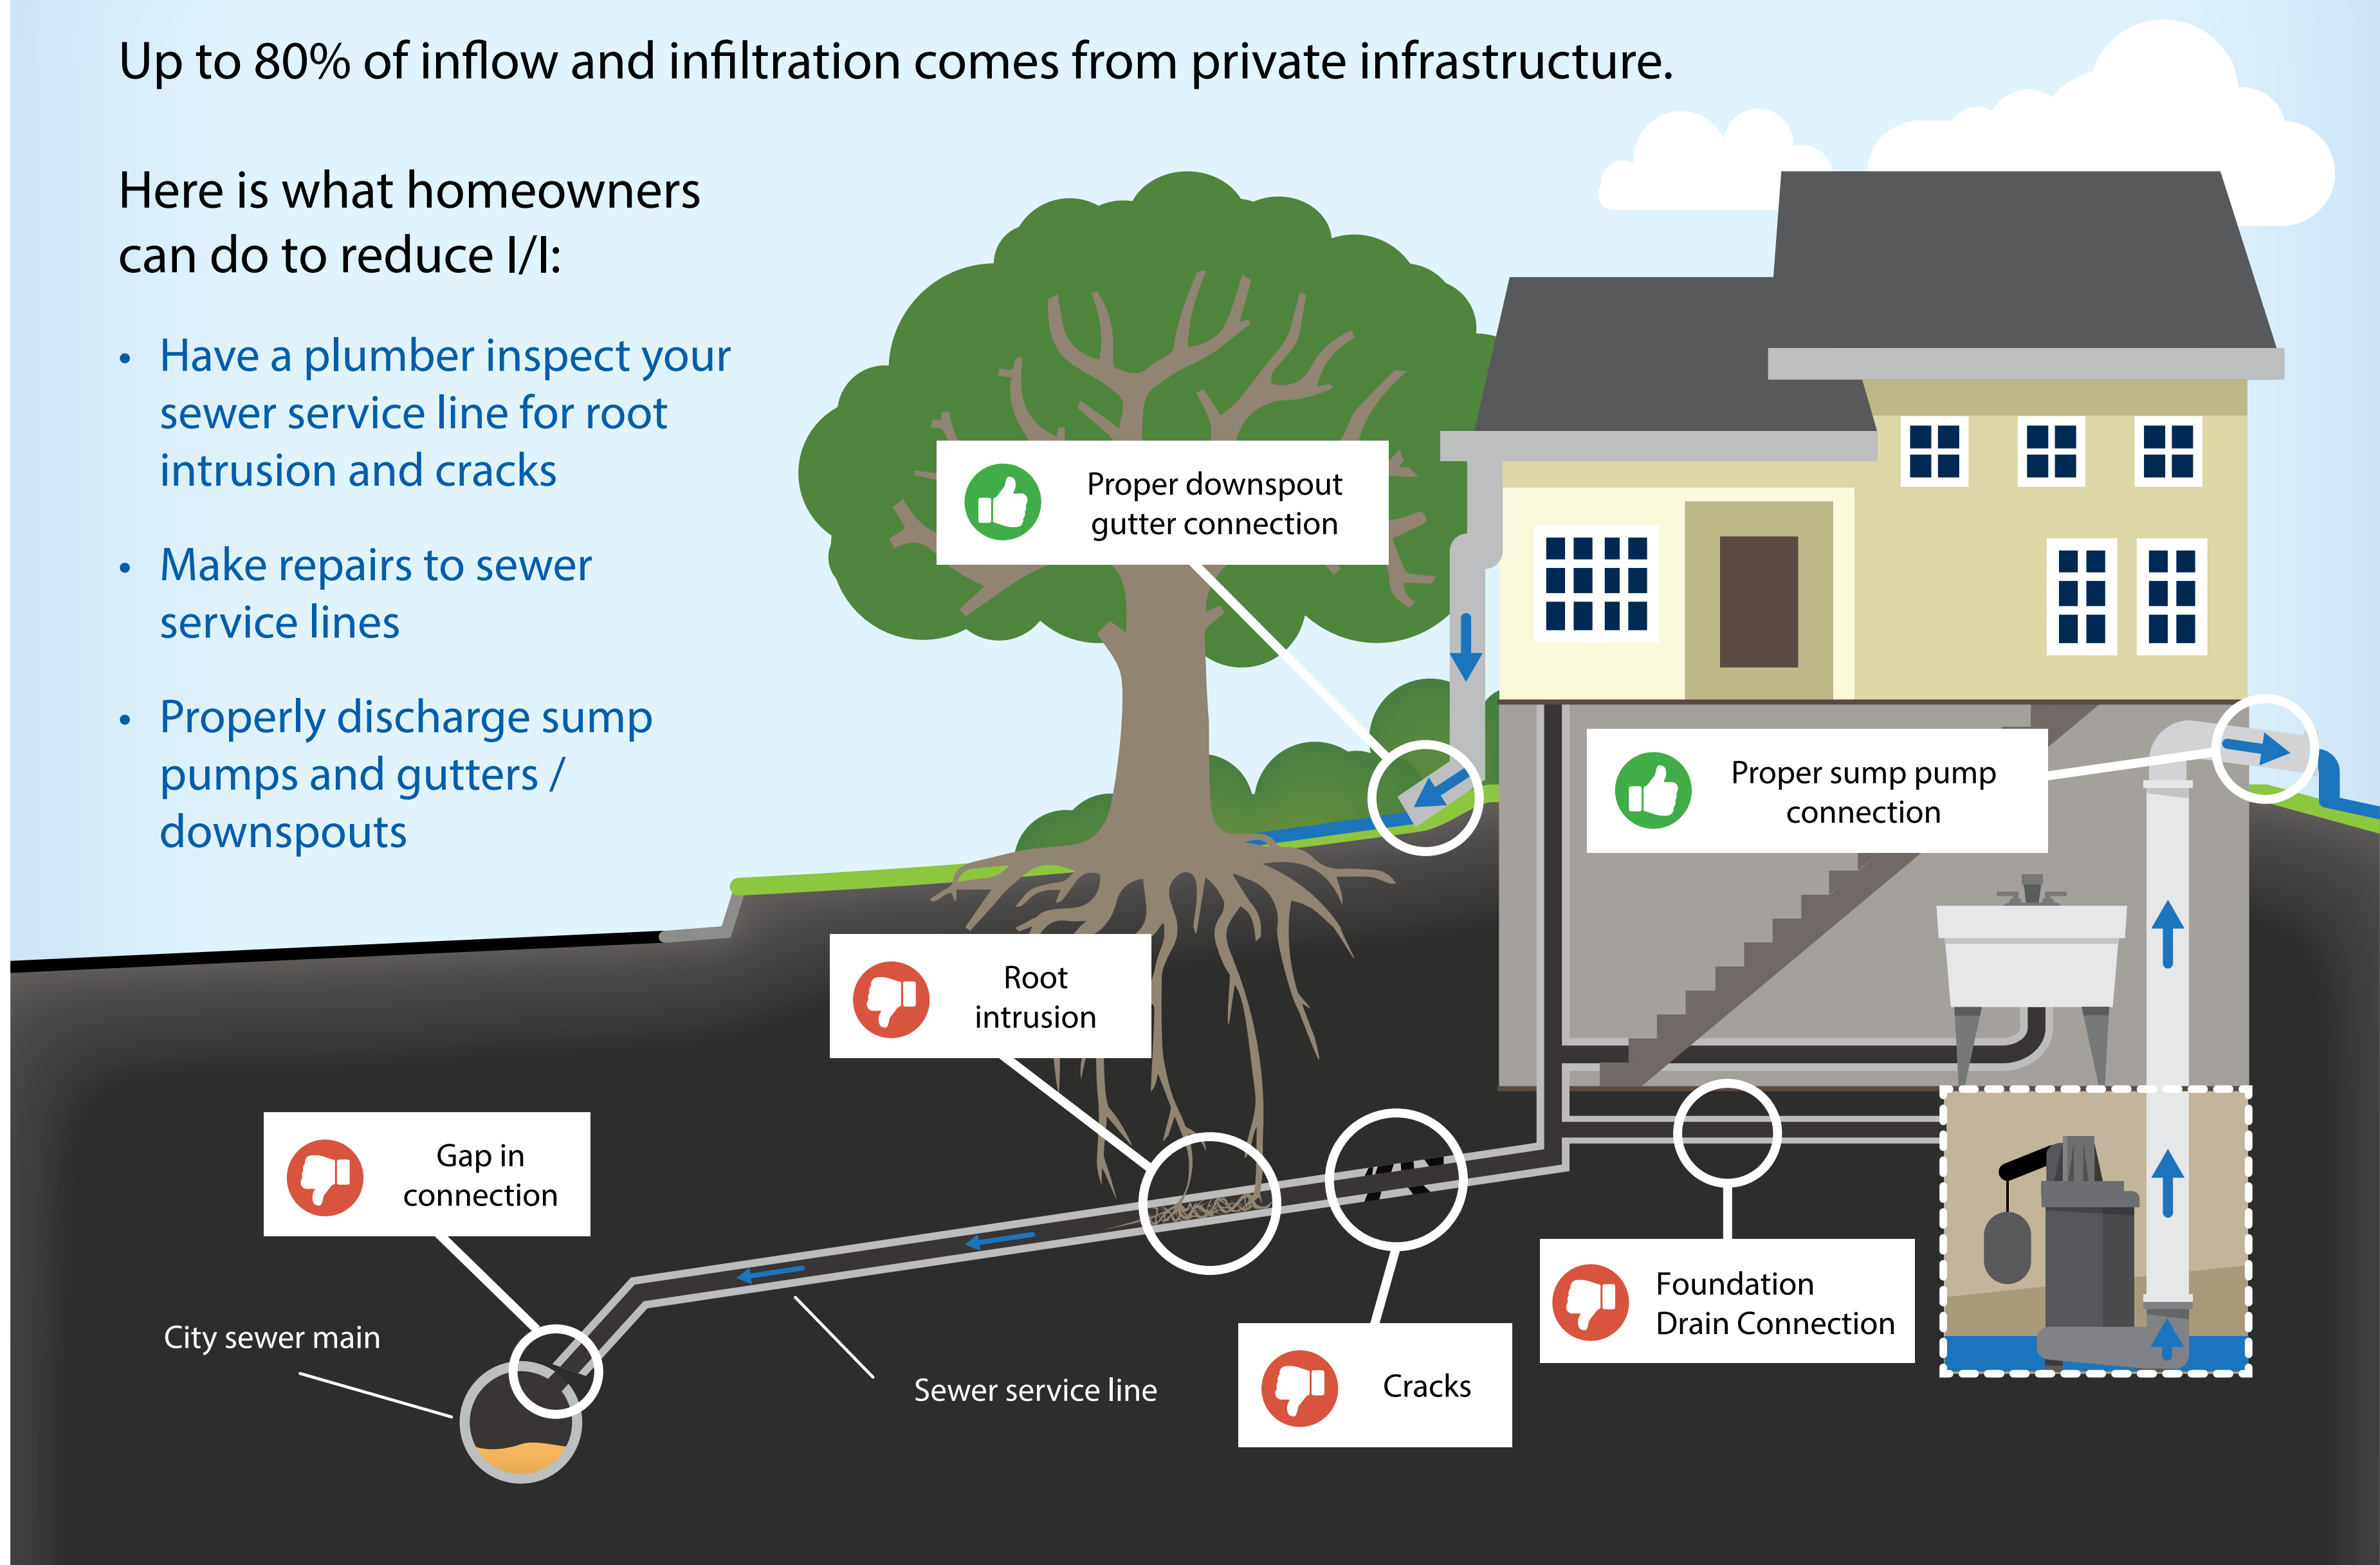 Up to 80% of inflow and infiltration comes from private infrastructure.
Here is what homeowners
can do to reduce I/I:
• Have a plumber inspect your
sewer service line for root
intrusion and cracks
• Make repairs to sewer
service lines
• Properly discharge sump
pumps and gutters /
downspouts
Proper downspout
gutter connection
Proper sump pump
connection
Root
intrusion
Gap in
connection
Foundation
Drain Connection
City sewer main
Sewer service line
Cracks